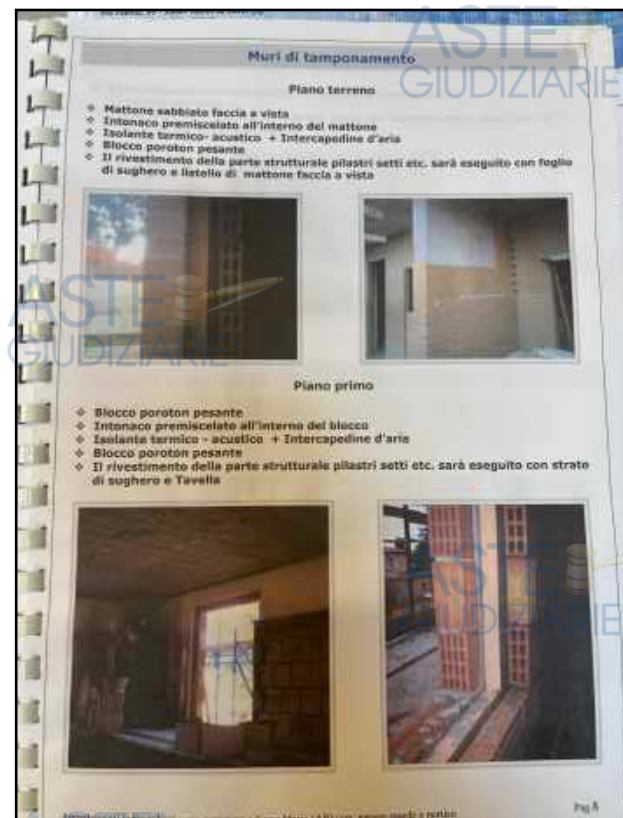 ASTE
GIUDIZIARIE
Muri di tamponamento
Piano terreno
❖ Mattone sabbiato faccia a vista
❖ Intonaco premiscelato all'interno del mattone
❖ Isolante termico- acustico + Intercapedine d'aria
❖ Blocco poroton pesante
❖ Il rivestimento della parte strutturale pilastri setti etc. sarà eseguito con foglio
di sughero e listello di mattone faccia a vista
ASTE
GIUDIZIARIE
Piano primo
❖ Blocco poroton pesante
❖ Intonaco premiscelato all'interno del blocco
❖ Isolante termico - acustico + Intercapedine d'aria
❖ Blocco poroton pesante
❖ Il rivestimento della parte strutturale pilastri setti etc. sarà eseguito con strato
di sughero e Tavella
ASTE
GIUDIZIARIE
Pag 8